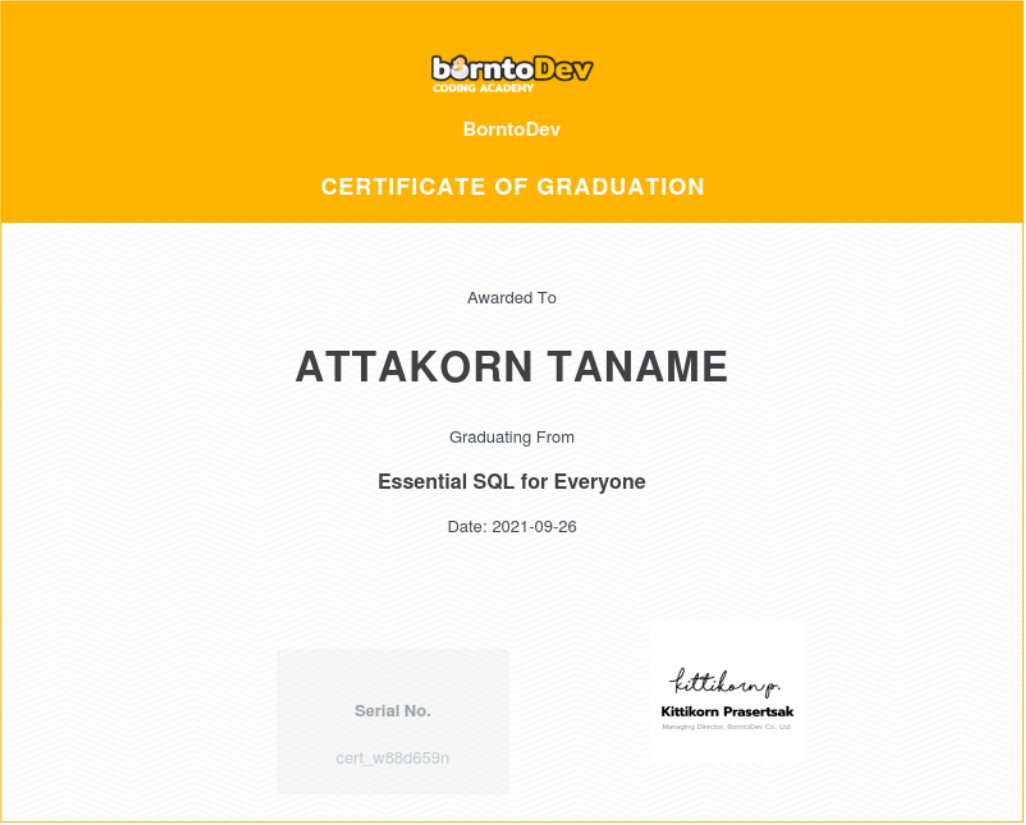 borntoDev
CODING ACADEMY
BorntoDev
CERTIFICATE OF GRADUATION
Awarded To
ATTAKORN TANAME
Graduating From
Essential SQL for Everyone
Date: 2021-09-26
Serial No.
cert_w88d659n
kittikorn p.
Kittikorn Prasertsak
Managing Director, BorntoDev Co., Ltd.